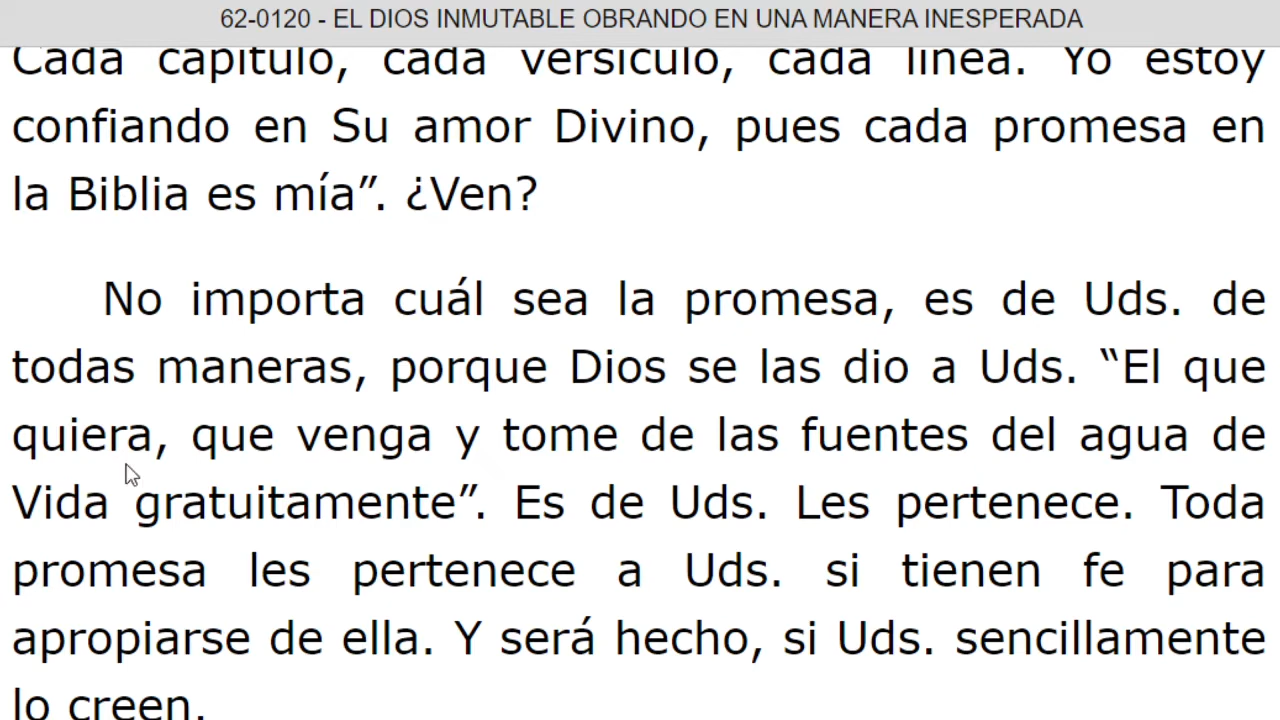 62-0120 - EL DIOS INMUTABLE OBRANDO EN UNA MANERA INESPERADA
Cada capítulo, cada versículo, cada línea. Yo estoy
confiando en Su amor Divino, pues cada promesa en
la Biblia es mía”. ¿Ven?
No importa cuál sea la promesa, es de Uds. de
todas maneras, porque Dios se las dio a Uds. “El que
quiera, que venga y tome de las fuentes del agua de
Vida gratuitamente”. Es de Uds. Les pertenece. Toda
promesa les pertenece a Uds. si tienen fe para
apropiarse de ella. Y será hecho, si Uds. sencillamente
lo creen.